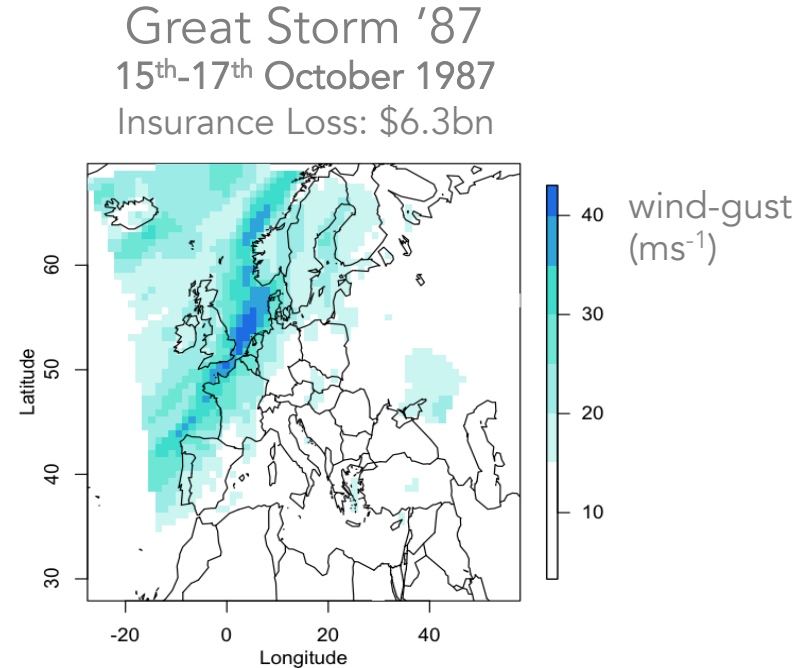 Great Storm ’87
15th-17th October 1987
Insurance Loss: $6.3bn
wind-gust
(ms-1)
40
30
20
10
Latitude
60
50
40
30
-20 0 20 40
Longitude